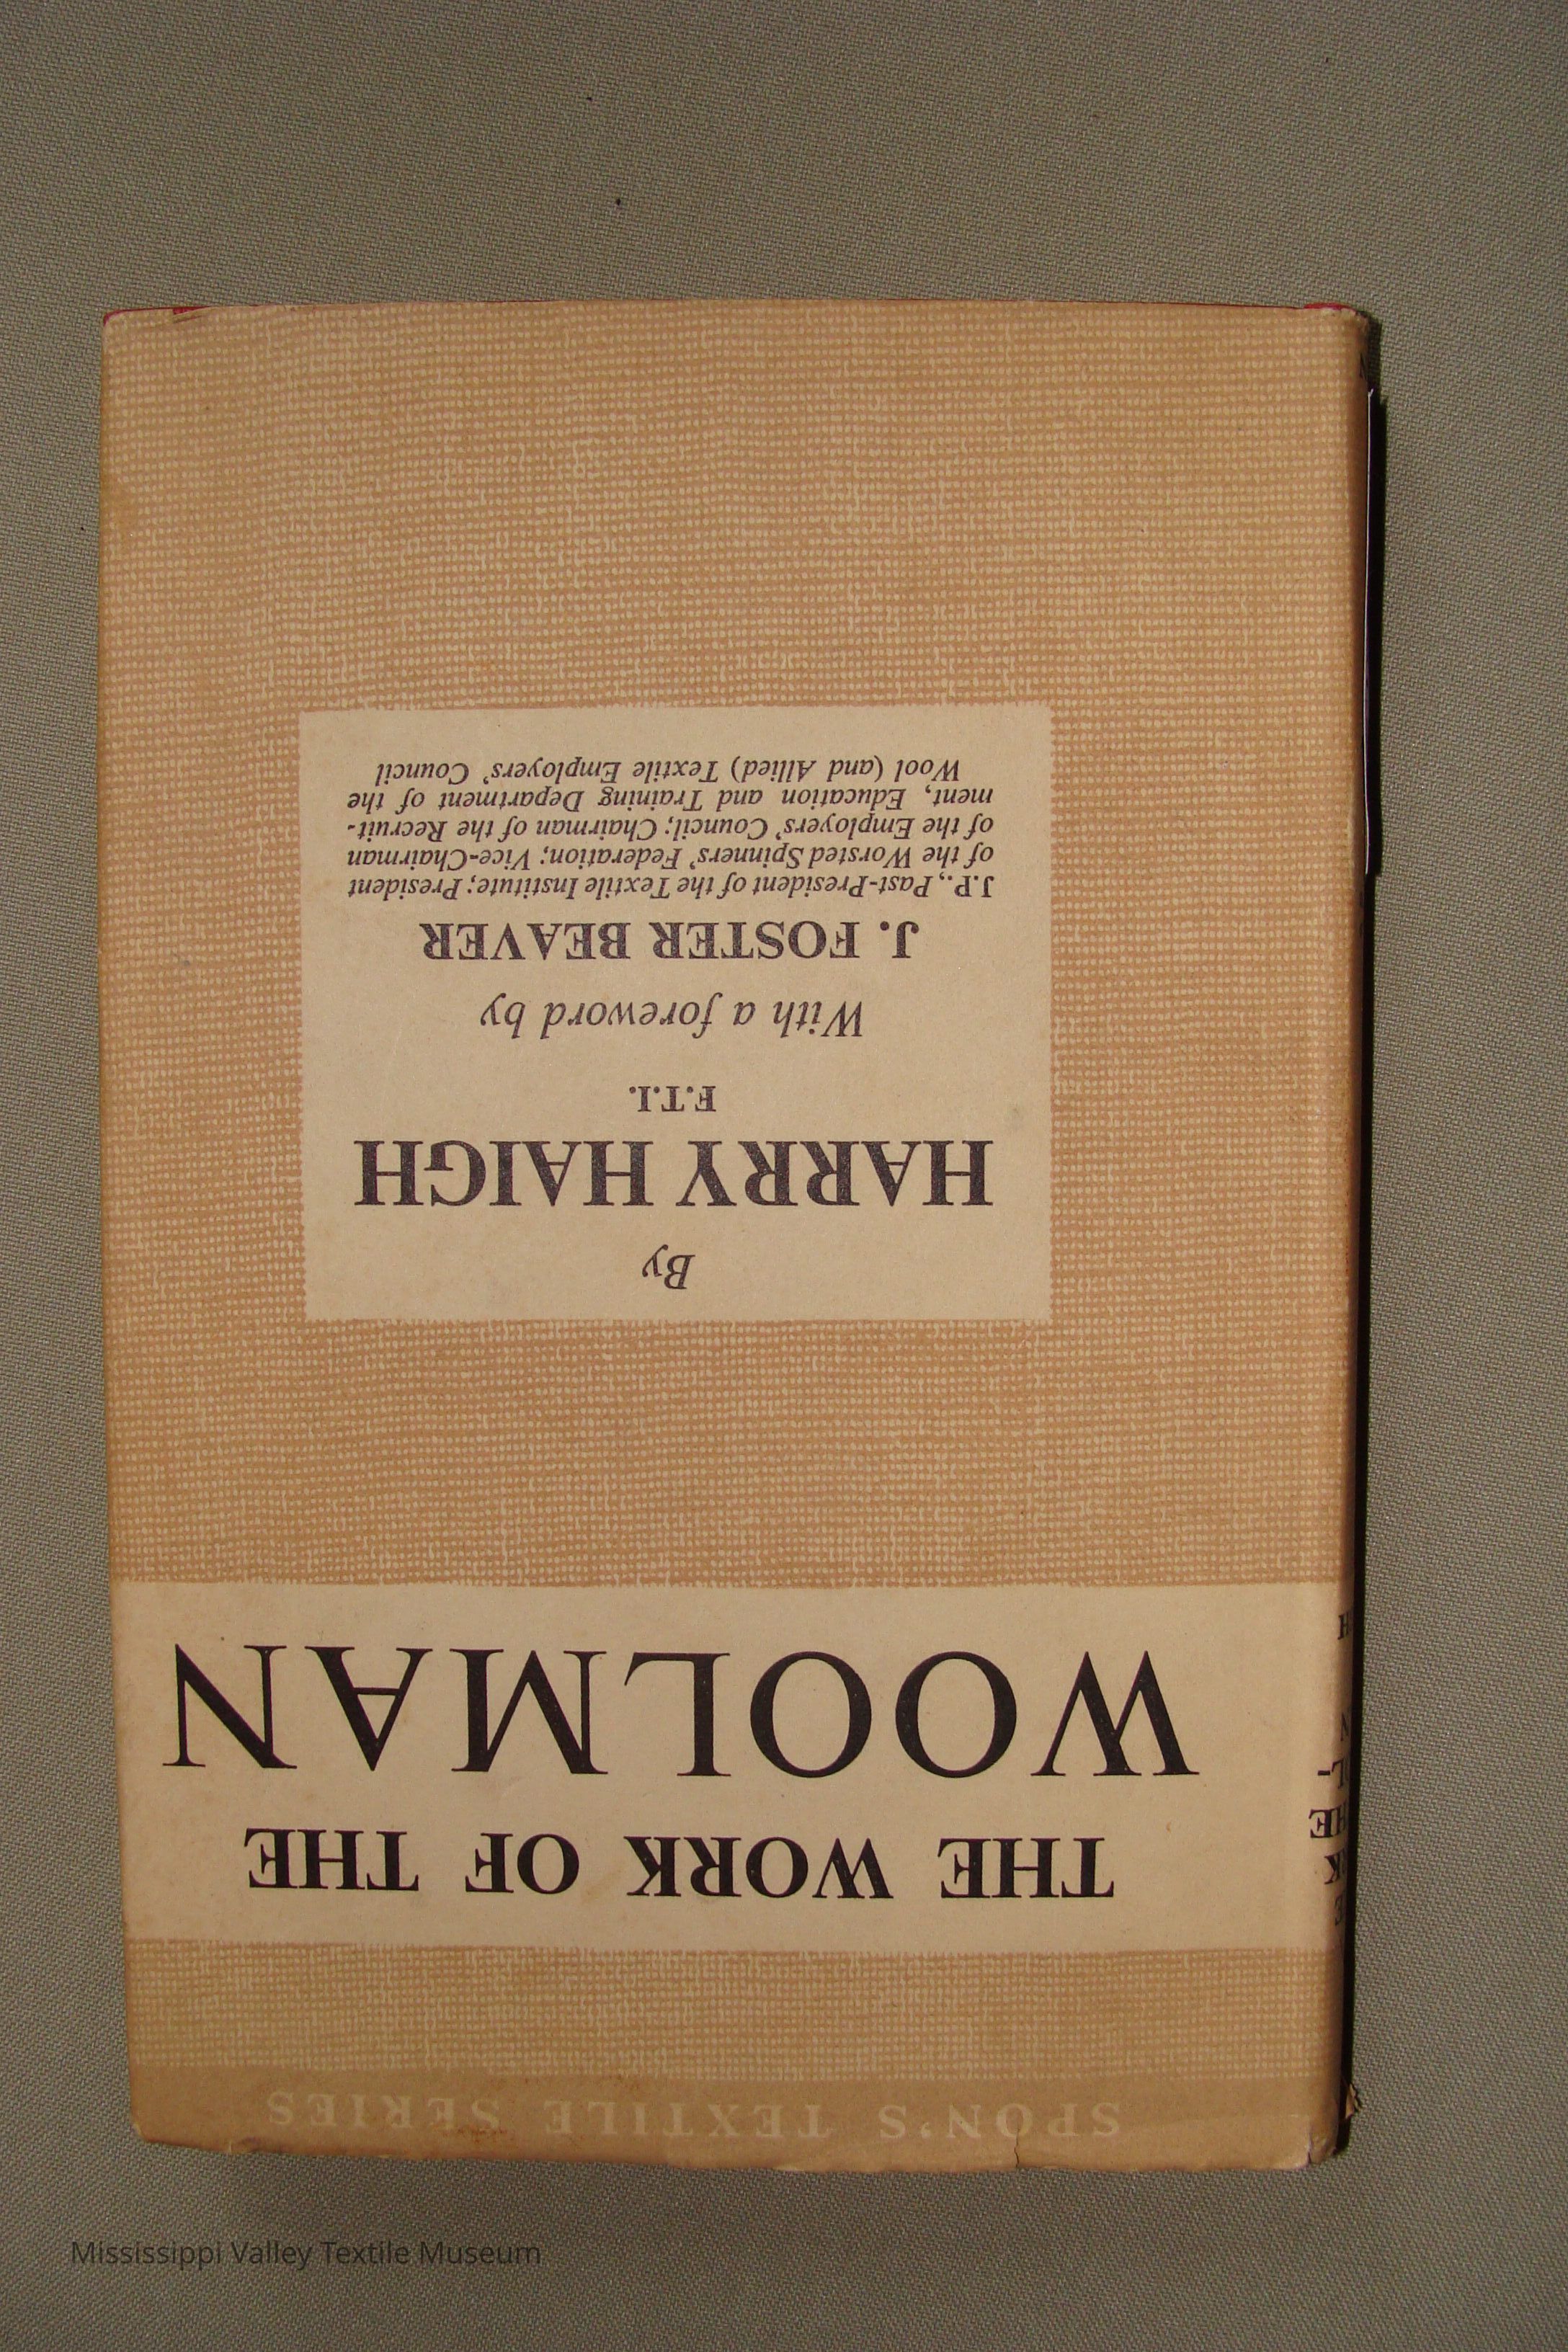 SPON'S TEXTILE SERIES
THE WORK OF THE
WOOLMAN
By
HARRY HAIGH
F.T.I.
With a foreword by
J. FOSTER BEAVER
J.P., Past-President of the Textile Institute; President
of the Worsted Spinners' Federation; Vice-Chairman
of the Employers' Council; Chairman of the Recruit-
ment, Education and Training Department of the
Wool (and Allied) Textile Employers' Council
Mississippi Valley Textile Museum